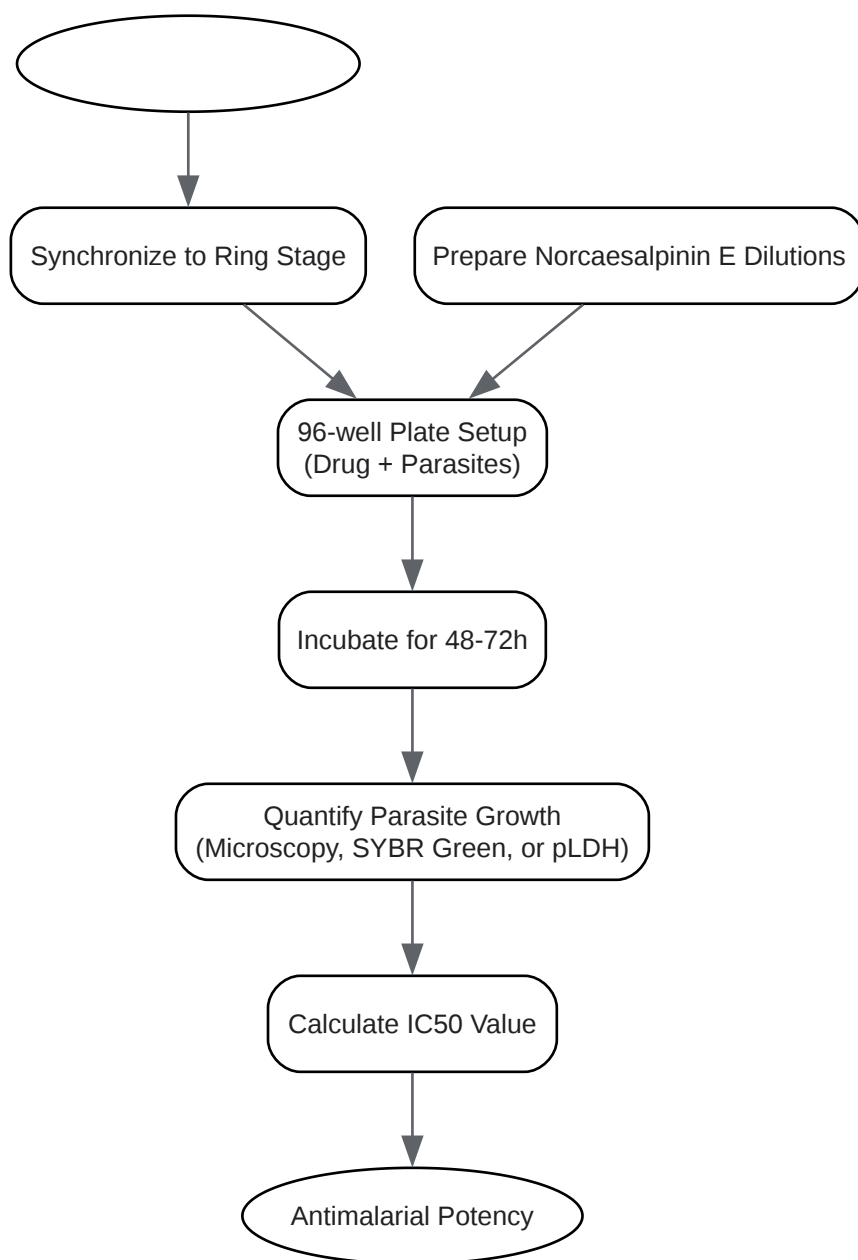 Synchronize to Ring Stage
Prepare Norcaesalpinin E Dilutions
96-well Plate Setup
(Drug + Parasites)
Incubate for 48-72h
Quantify Parasite Growth
(Microscopy, SYBR Green, or pLDH)
Calculate IC50 Value
Antimalarial Potency